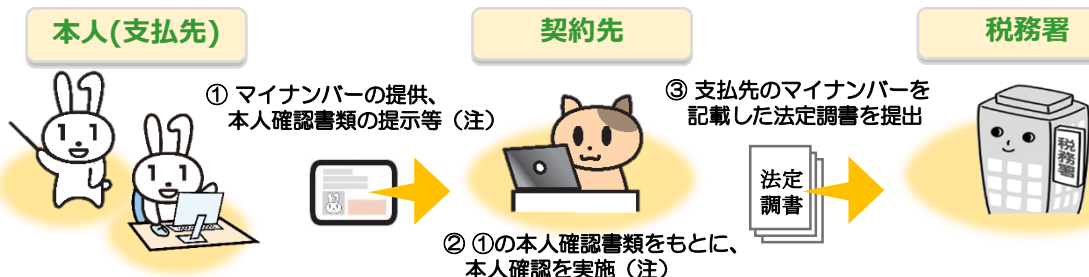 本人(支払先)
契約先
税務署
① マイナンバーの提供、
本人確認書類の提示等（注）
③ 支払先のマイナンバーを
記載した法定調書を提出
税務署
法定
調書
② ①の本人確認書類をもとに、
本人確認を実施（注）